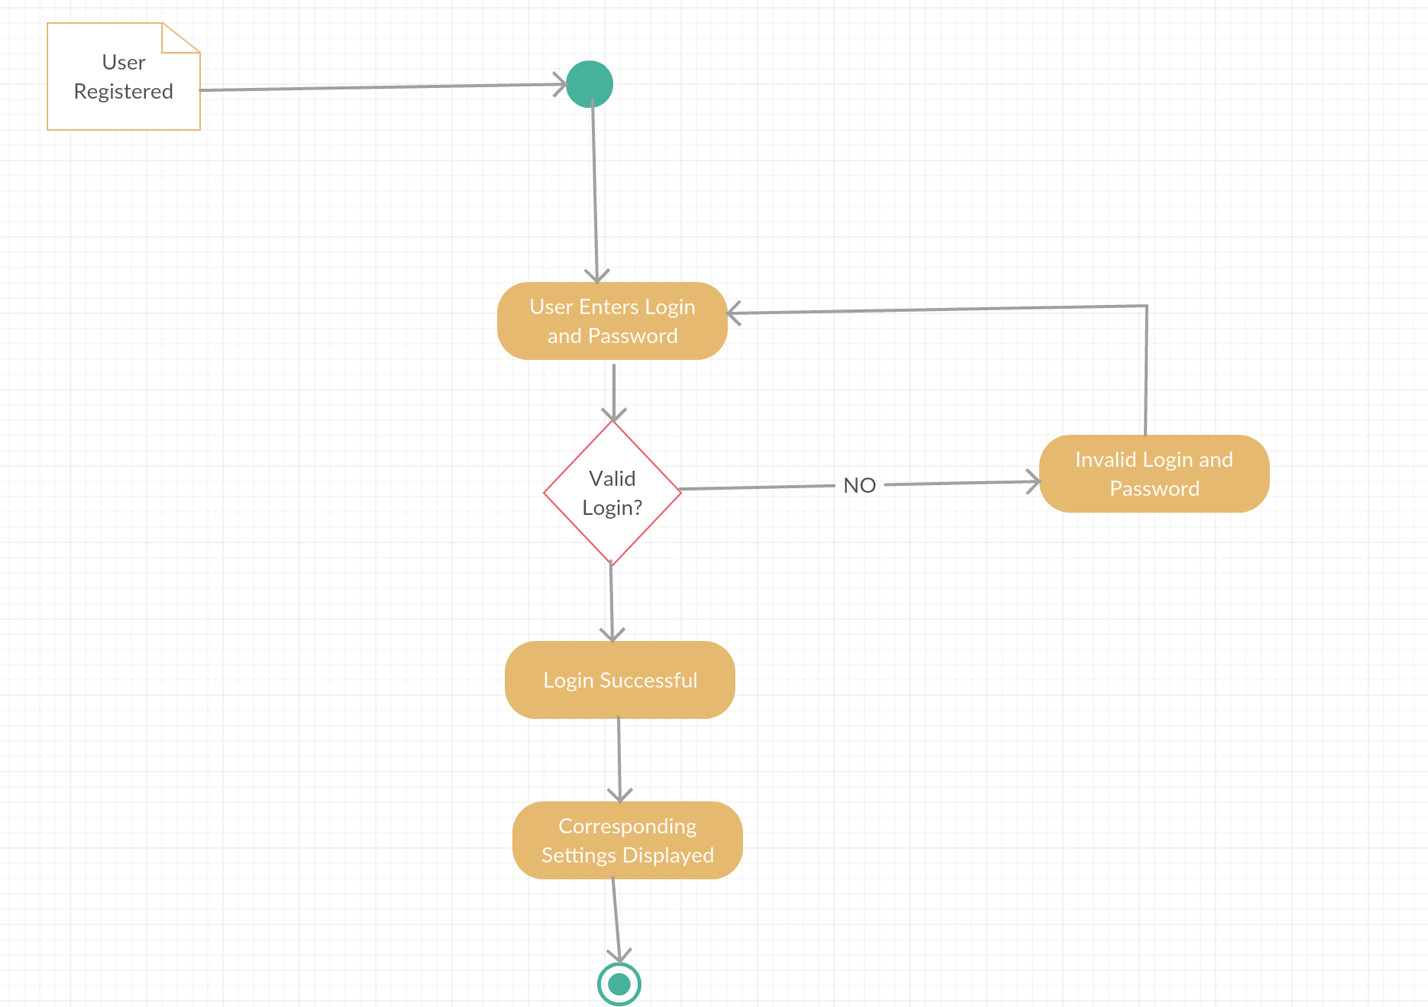 User
Registered
User Enters Login
and Password
Valid
Login?
NO
Invalid Login and
Password
Login Successful
Corresponding
Settings Displayed